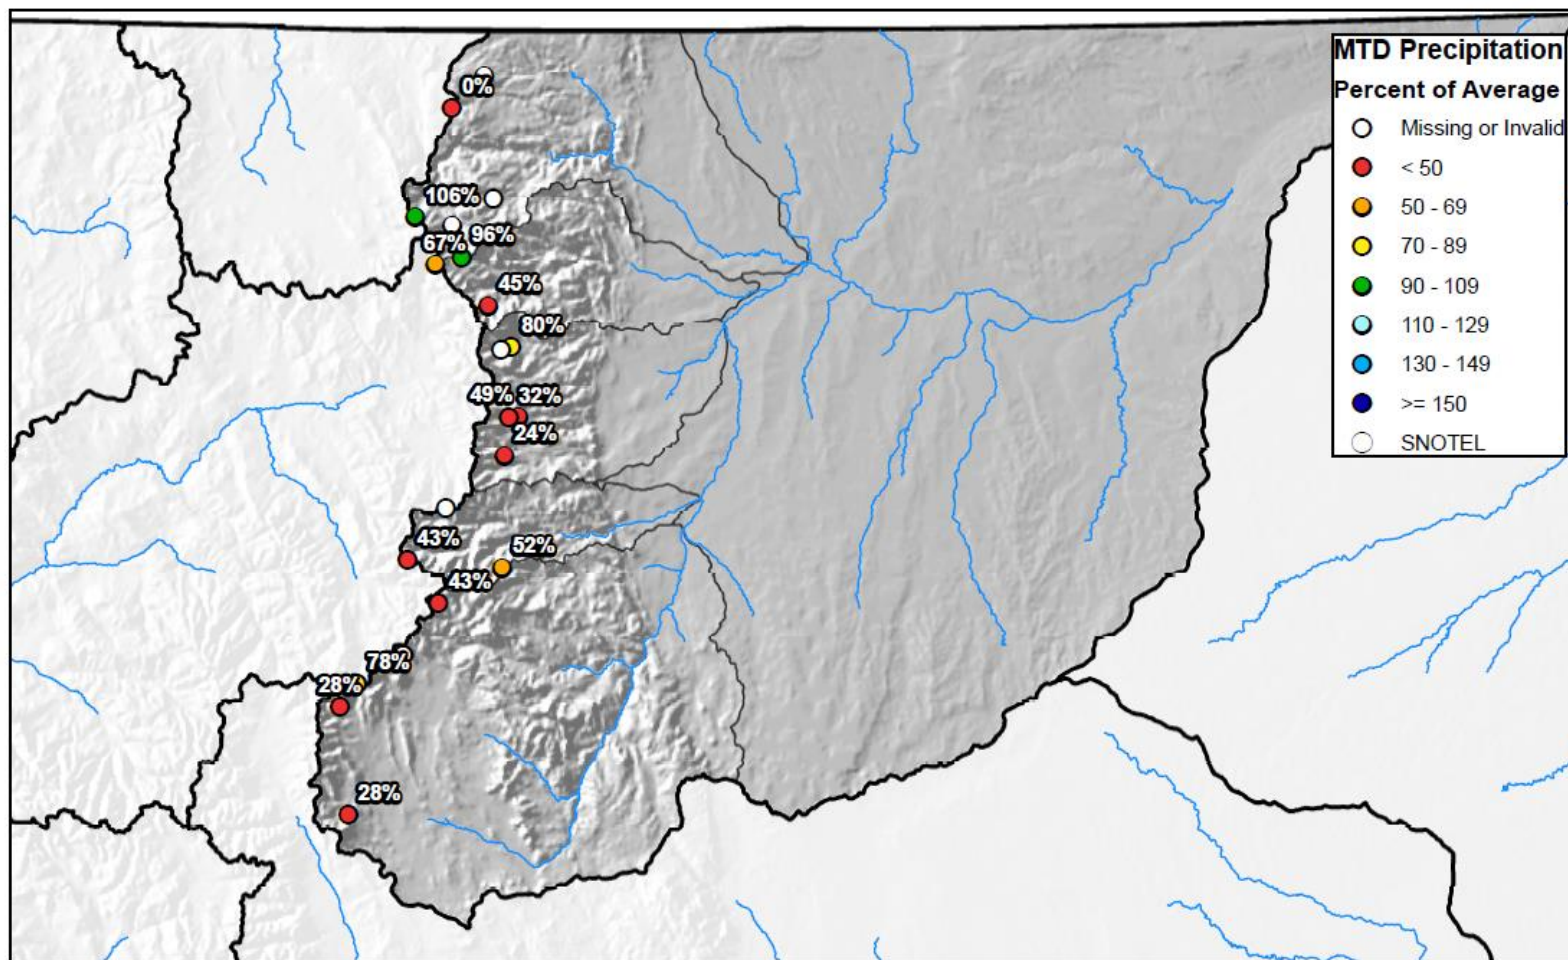 MTD Precipitation
Percent of Average
Missing or Invalid
< 50
50 - 69
70 - 89
90 - 109
110 - 129
130 - 149
>= 150
SNOTEL
0%
106%
96%
67%
45%
80%
49% 32%
24%
43%
52%
43%
78%
28%
28%